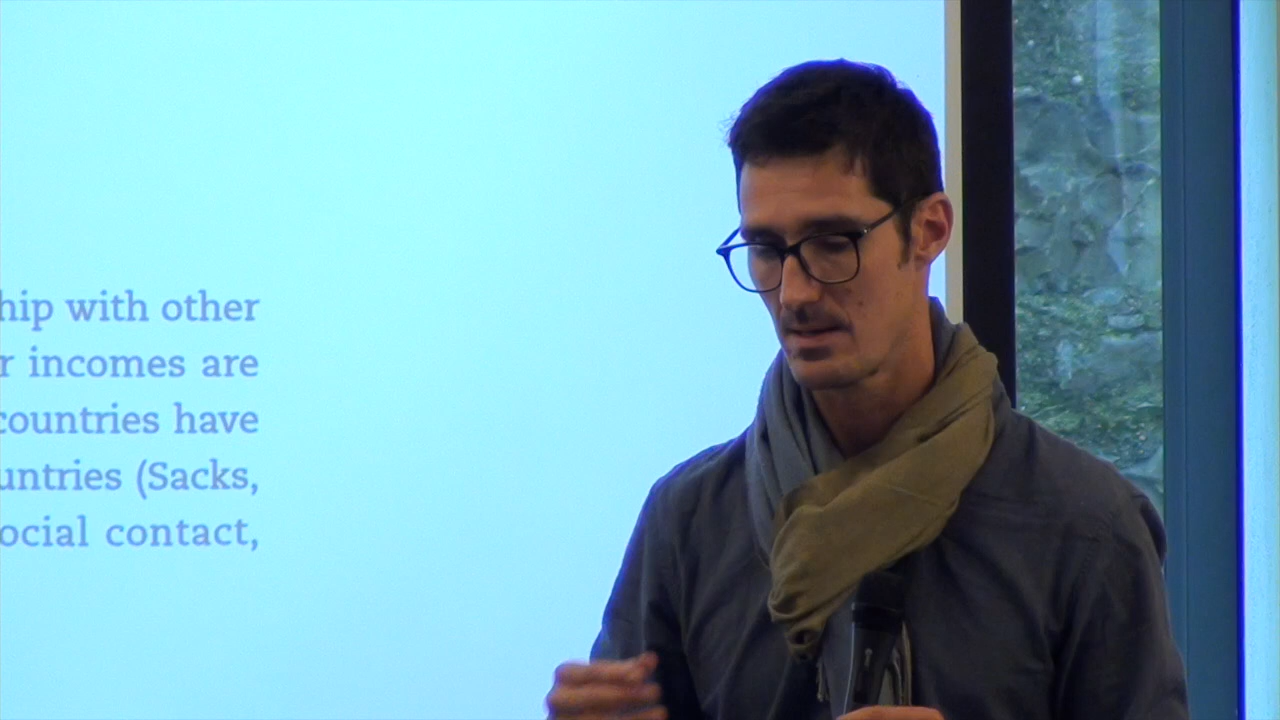 hip with other
r incomes are
countries have
untries (Sacks,
ocial contact,